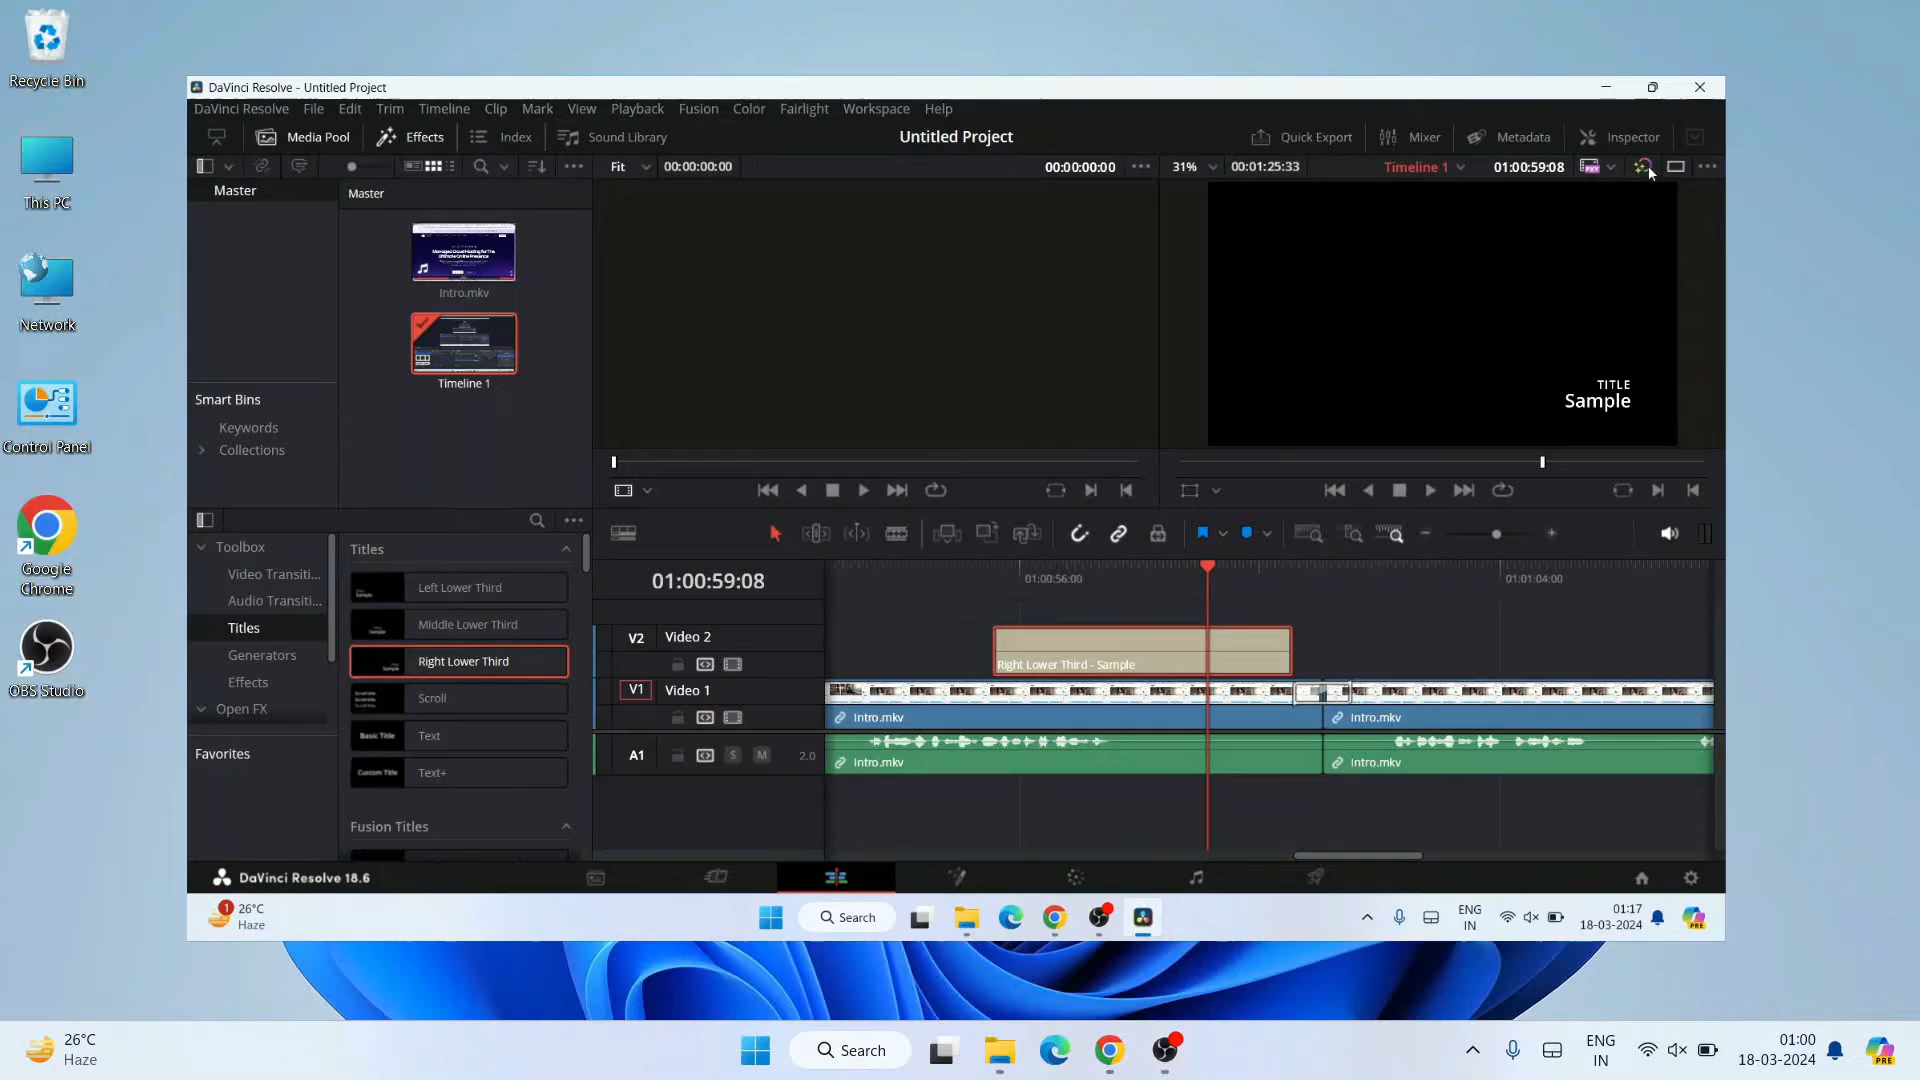 Recycle Bin
This PC
Network
Control Panel
Google
Chrome
OBS Studio
DaVinci Resolve - Untitled Project
DaVinci Resolve File Edit Trim Timeline Clip Mark View Playback Fusion Color Fairlight Workspace Help
Media Pool Effects Index Sound Library Untitled Project Quick Export Mixer Metadata Inspector
Fit 00:00:00:00 00:00:00:00 31% 00:01:25:33 Timeline 1 01:00:59:08
Master
Master
Intro.mkv
Timeline 1
Smart Bins
Keywords
Collections
TITLE
Sample
Toolbox
Video Transiti...
Audio Transiti...
Titles
Generators
Effects
Open FX
Favorites
Titles
Left Lower Third
Middle Lower Third
Right Lower Third
Scroll
Basic Title Text
Custom Title Text+
Fusion Titles
01:00:59:08
01:00:56:00
01:01:04:00
V2 Video 2
Right Lower Third - Sample
V1 Video 1
Intro.mkv
Intro.mkv
A1 S M 2.0
Intro.mkv
Intro.mkv
DaVinci Resolve 18.6
1
26°C
Haze
Search
ENG
IN
01:17
18-03-2024
PRE
26°C
Haze
Search
ENG
IN
01:00
18-03-2024
PRE